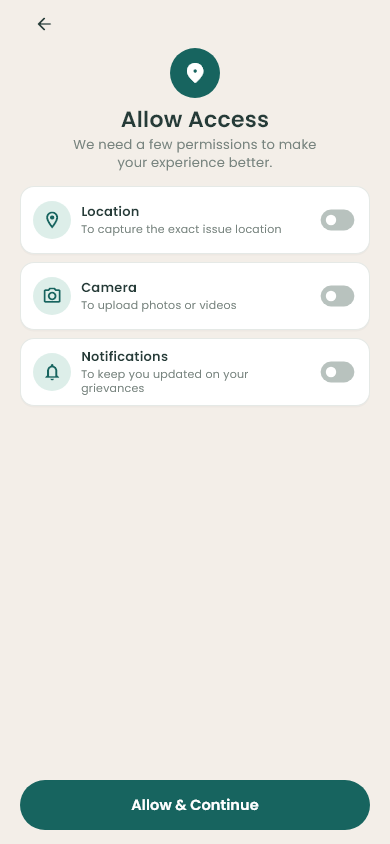 Allow Access
We need a few permissions to make
your experience better.
Location
To capture the exact issue location
Camera
To upload photos or videos
Notifications
To keep you updated on your
grievances
Allow & Continue